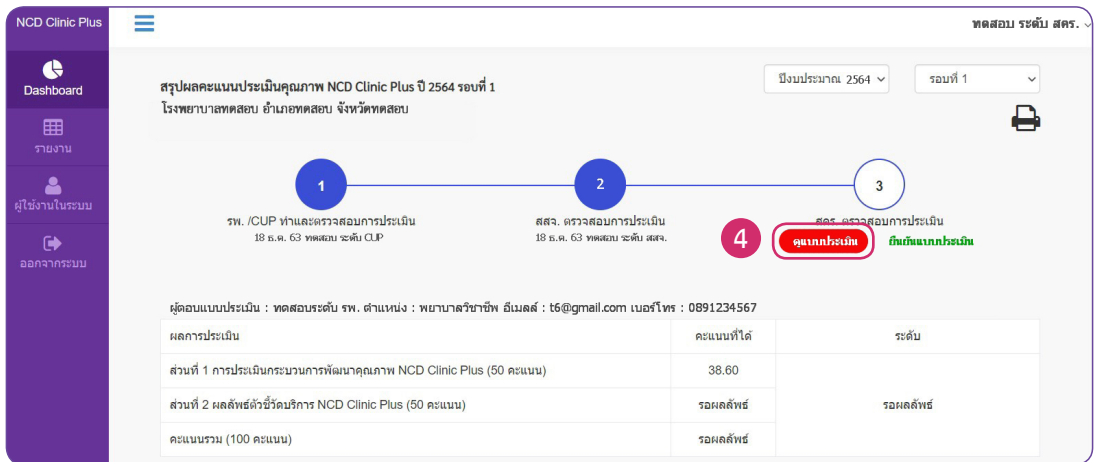 NCD Clinic Plus
ทดสอบ ระดับ สคร.
Dashboard
รายงาน
ผู้ใช้งานในระบบ
ออกจากระบบ
สรุปผลคะแนนประเมินคุณภาพ NCD Clinic Plus ปี 2564 รอบที่ 1
โรงพยาบาลทดสอบ อำเภอทดสอบ จังหวัดทดสอบ
ปีงบประมาณ 2564
รอบที่ 1
1
2
3
รพ. /CUP ทำและตรวจสอบการประเมิน
สสจ. ตรวจสอบการประเมิน
สคร. ตรวจสอบการประเมิน
18 ธ.ค. 63 ทดสอบ ระดับ CUP
18 ธ.ค. 63 ทดสอบ ระดับ สสจ.
4
ดูแบบประเมิน
ยืนยันแบบประเมิน
ผู้ตอบแบบประเมิน : ทดสอบระดับ รพ. ตำแหน่ง : พยาบาลวิชาชีพ อีเมลล์ : t6@gmail.com เบอร์โทร : 0891234567
ผลการประเมิน คะแนนที่ได้ ระดับ
ส่วนที่ 1 การประเมินกระบวนการพัฒนาคุณภาพ NCD Clinic Plus (50 คะแนน) 38.60
ส่วนที่ 2 ผลลัพธ์ตัวชี้วัดบริการ NCD Clinic Plus (50 คะแนน) รอผลลัพธ์ รอผลลัพธ์
คะแนนรวม (100 คะแนน) รอผลลัพธ์